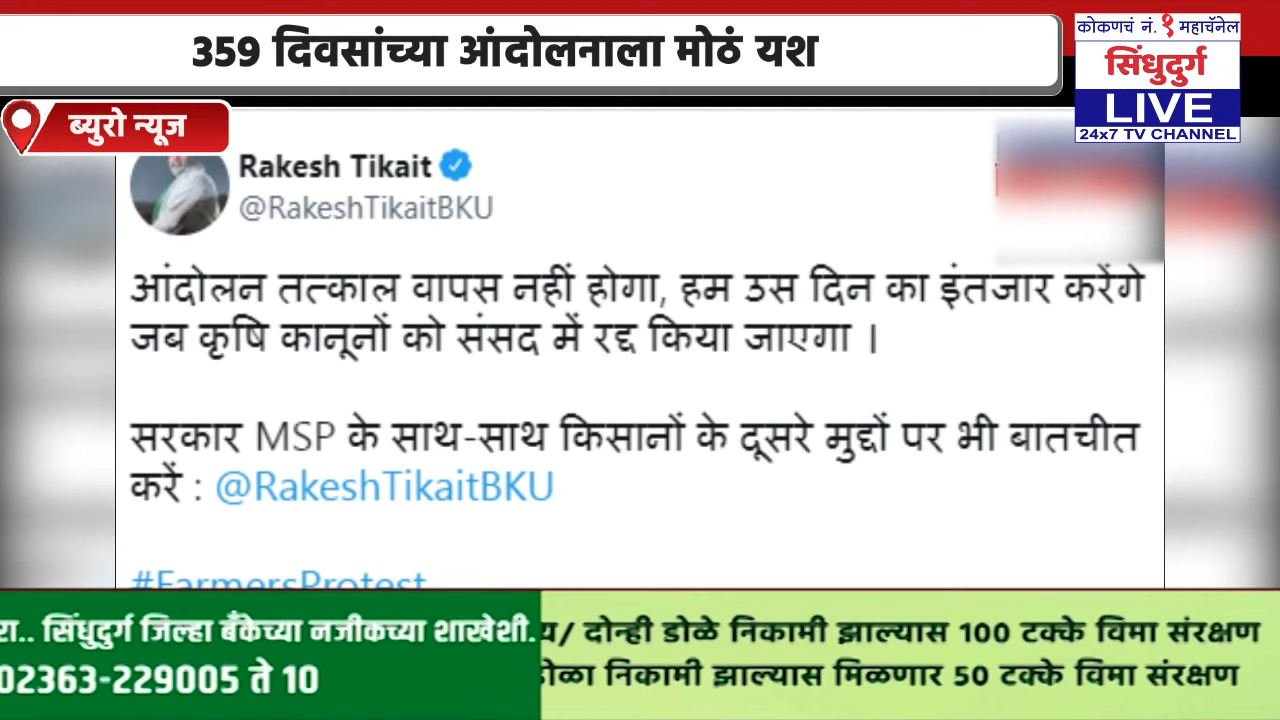 359 दिवसांच्या आंदोलनाला मोठं यश
कोकणचं नं. १ महाचॅनेल
सिंधुदुर्ग
LIVE
24x7 TV CHANNEL
ब्युरो न्यूज
Rakesh Tikait
@RakeshTikaitBKU
आंदोलन तत्काल वापस नहीं होगा, हम उस दिन का इंतजार करेंगे
जब कृषि कानूनों को संसद में रद्द किया जाएगा ।
सरकार MSP के साथ-साथ किसानों के दूसरे मुद्दों पर भी बातचीत
करें : @RakeshTikaitBKU
#FarmersProtest
रा.. सिंधुदुर्ग जिल्हा बँकेच्या नजीकच्या शाखेशी.
02363-229005 ते 10
य/ दोन्ही डोळे निकामी झाल्यास 100 टक्के विमा संरक्षण
डोळा निकामी झाल्यास मिळणार 50 टक्के विमा संरक्षण